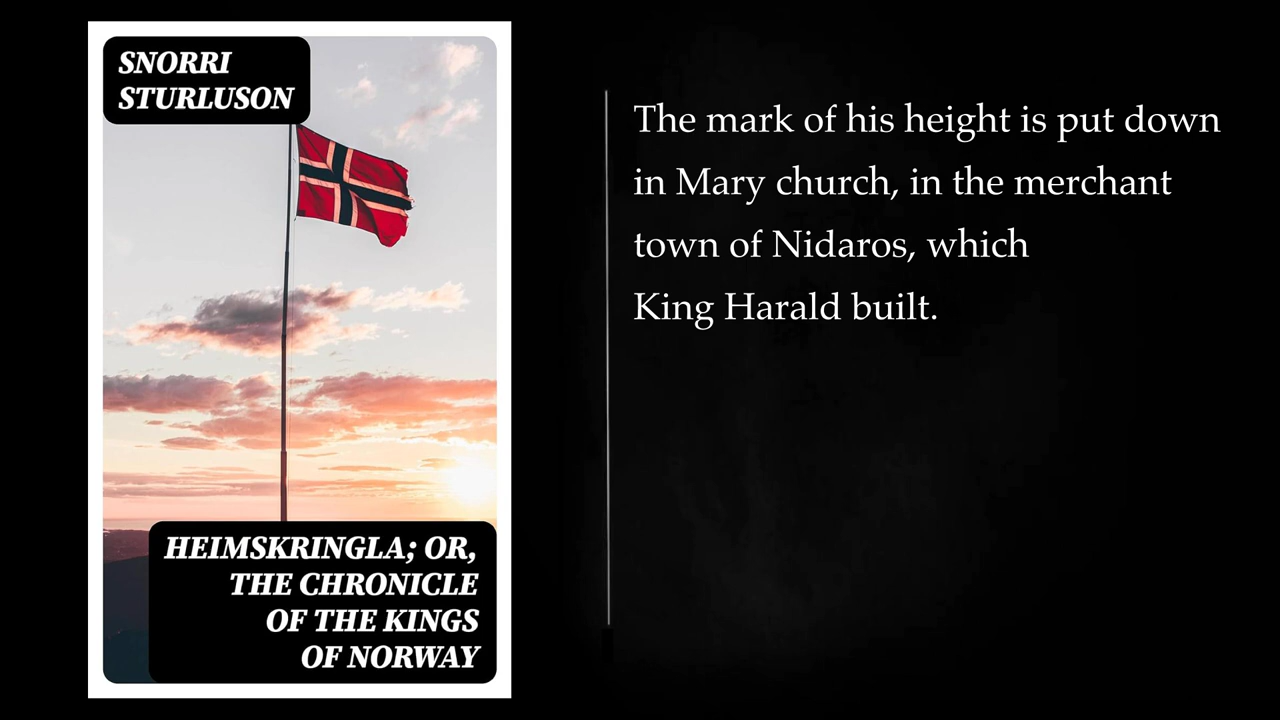 SNORRI
STURLUSON
HEIMSKRINGLA; OR,
THE CHRONICLE
OF THE KINGS
OF NORWAY
The mark of his height is put down
in Mary church, in the merchant
town of Nidaros, which
King Harald built.